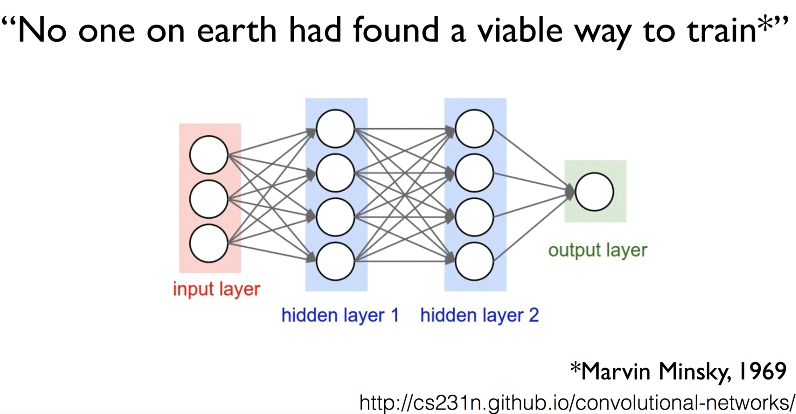 “No one on earth had found a viable way to train*”
input layer
hidden layer 1
hidden layer 2
output layer
*Marvin Minsky, 1969
http://cs231n.github.io/convolutional-networks/